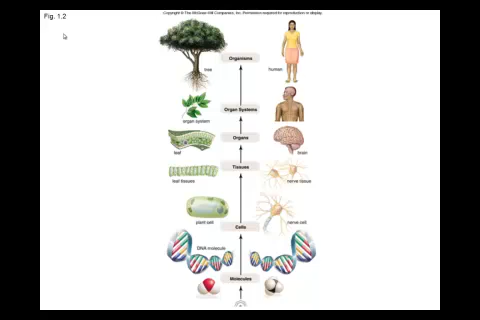 Copyright © The McGraw-Hill Companies, Inc. Permission required for reproduction or display.
Fig. 1.2
Organisms
tree
human
Organ Systems
organ system
Organs
leaf
brain
Tissues
leaf tissues
nerve tissue
plant cell
nerve cell
Cells
DNA molecule
Molecules